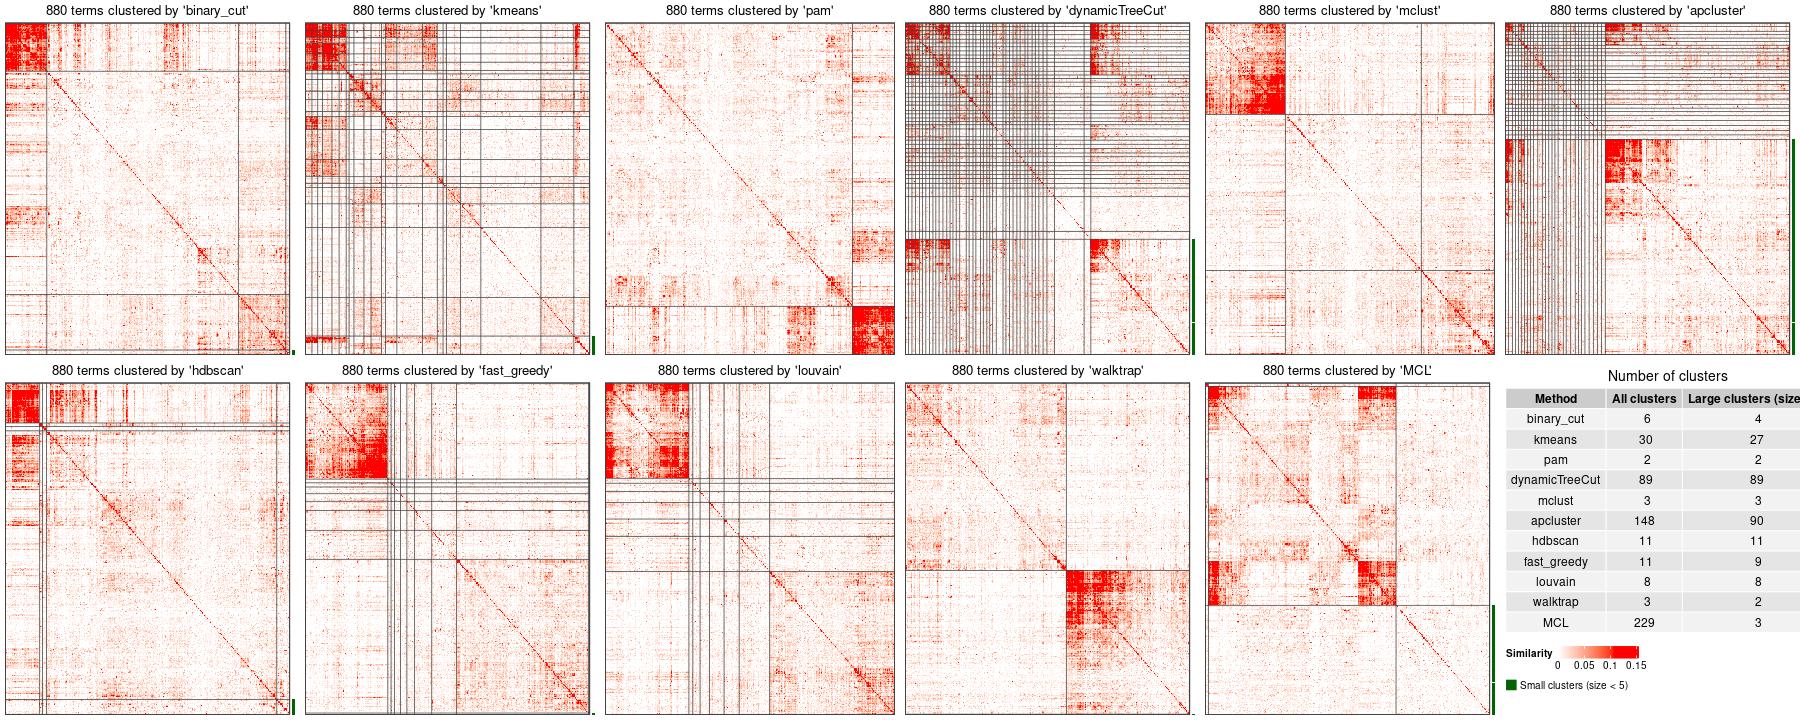 880 terms clustered by 'binary_cut'
880 terms clustered by 'kmeans'
880 terms clustered by 'pam'
880 terms clustered by 'dynamicTreeCut'
880 terms clustered by 'mclust'
880 terms clustered by 'apcluster'
880 terms clustered by 'hdbscan'
880 terms clustered by 'fast_greedy'
880 terms clustered by 'louvain'
880 terms clustered by 'walktrap'
880 terms clustered by 'MCL'
Number of clusters
Method All clusters Large clusters (size
binary_cut 6 4
kmeans 30 27
pam 2 2
dynamicTreeCut 89 89
mclust 3 3
apcluster 148 90
hdbscan 11 11
fast_greedy 11 9
louvain 8 8
walktrap 3 2
MCL 229 3
Similarity
0 0.05 0.1 0.15
Small clusters (size < 5)